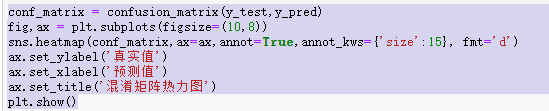 conf_matrix = confusion_matrix(y_test,y_pred)
fig,ax = plt.subplots(figsize=(10,8))
sns.heatmap(conf_matrix,ax=ax,annot=True,annot_kws={'size':15}, fmt='d')
ax.set_ylabel('真实值')
ax.set_xlabel('预测值')
ax.set_title('混淆矩阵热力图')
plt.show()